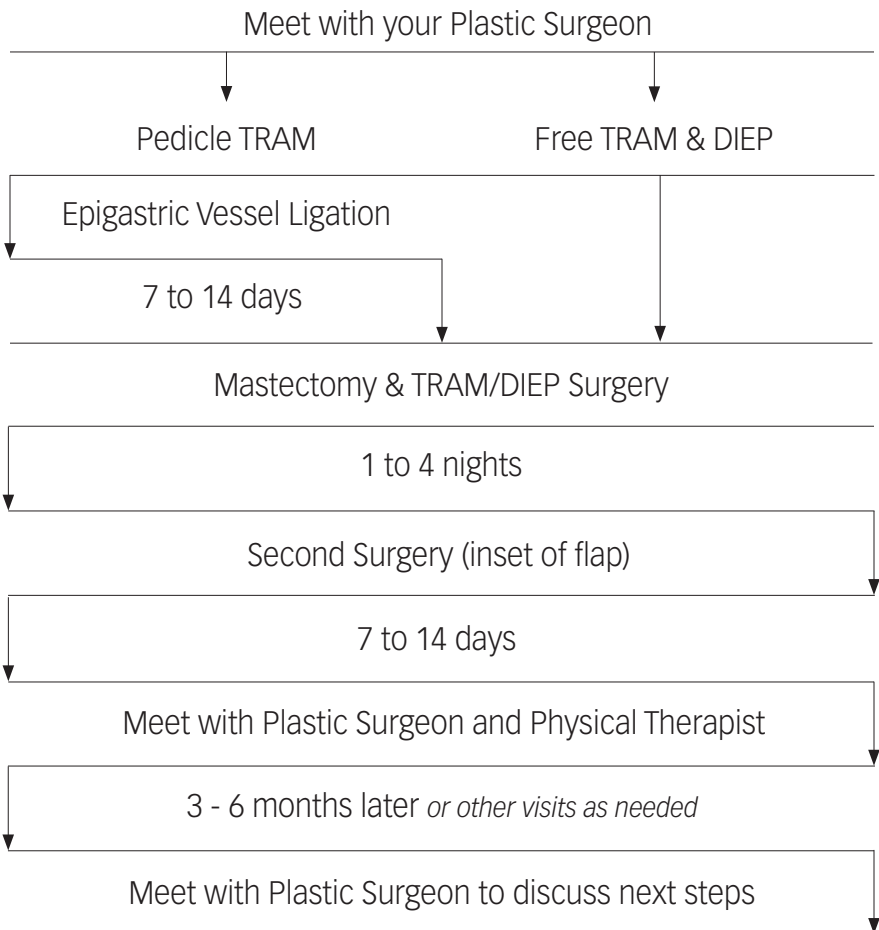 Meet with your Plastic Surgeon
Pedicle TRAM
Free TRAM & DIEP
Epigastric Vessel Ligation
7 to 14 days
Mastectomy & TRAM/DIEP Surgery
1 to 4 nights
Second Surgery (inset of flap)
7 to 14 days
Meet with Plastic Surgeon and Physical Therapist
3 - 6 months later or other visits as needed
Meet with Plastic Surgeon to discuss next steps